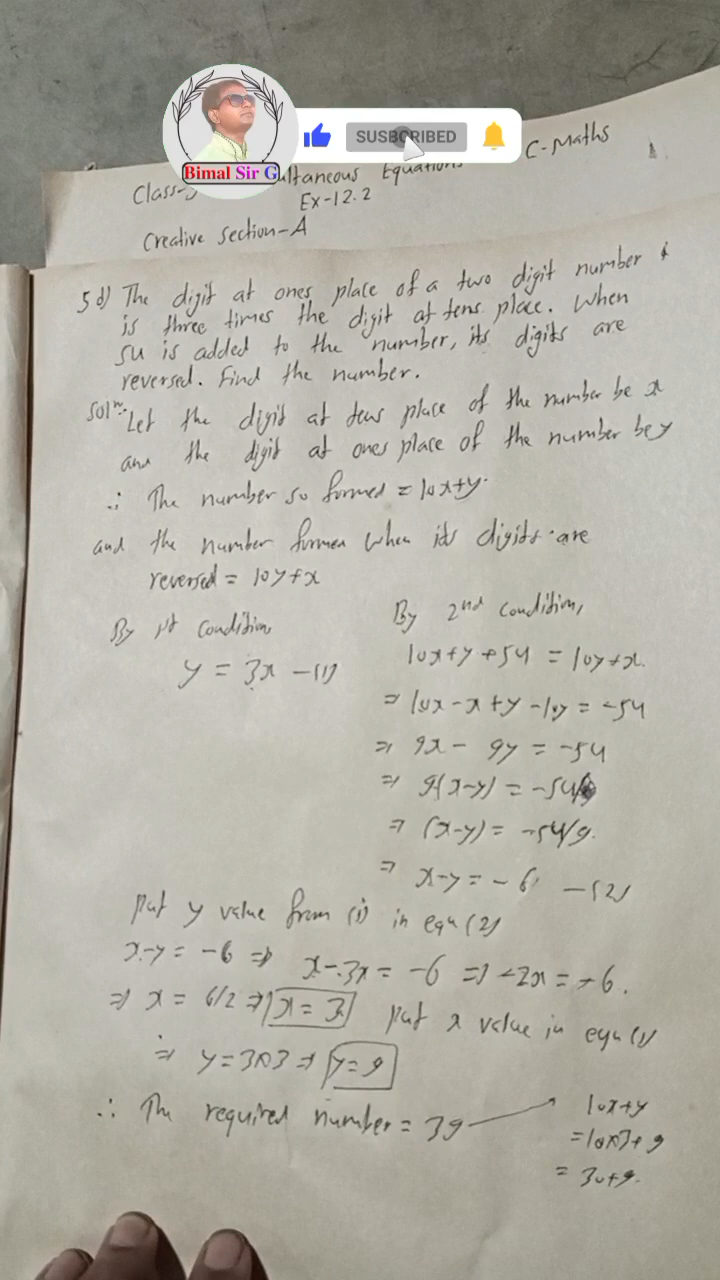 SUBSCRIBED
Bimal Sir G
Class- ultaneous Equations C-Maths
Ex-12.2
Creative section-A
5 d) The digit at ones place of a two digit number
is three times the digit at tens place. When
54 is added to the number, its digits are
reversed. Find the number.
Solⁿ. Let the digit at tens place of the number be x
and the digit at ones place of the number be y
∴ The number so formed = 10x+y.
and the number formed when its digits are
reversed = 10y+x
By 1st condition
y = 3x -(1)
By 2nd condition,
10x+y+54 = 10y+x.
⇒ 10x-x+y-10y = -54
⇒ 9x - 9y = -54
⇒ 9(x-y) = -54
⇒ (x-y) = -54/9.
⇒ x-y = -6 -(2)
Put y value from (i) in eqn (2)
x-y = -6 ⇒ x-3x = -6 ⇒ -2x = -6.
⇒ x = 6/2 ⇒ x = 3 put x value in eqn (1)
⇒ y = 3×3 ⇒ y = 9
∴ The required number = 39
10x+y
= 10×3+9
= 30+9.